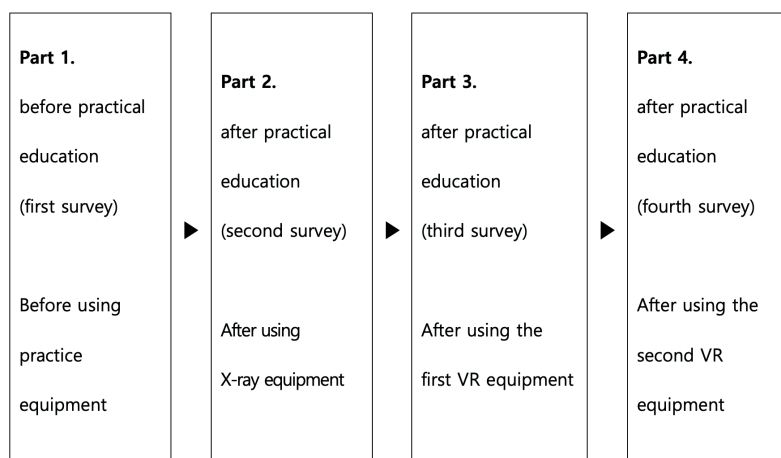 Part 1.
before practical
education
(first survey)
Before using
practice
equipment
Part 2.
after practical
education
(second survey)
After using
X-ray equipment
Part 3.
after practical
education
(third survey)
After using the
first VR equipment
Part 4.
after practical
education
(fourth survey)
After using the
second VR
equipment